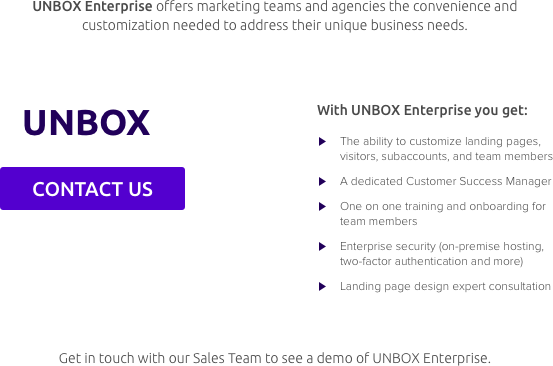 UNBOX Enterprise offers marketing teams and agencies the convenience and
customization needed to address their unique business needs.
UNBOX
CONTACT US
With UNBOX Enterprise you get:
The ability to customize landing pages,
visitors, subaccounts, and team members
A dedicated Customer Success Manager
One on one training and onboarding for
team members
Enterprise security (on-premise hosting,
two-factor authentication and more)
Landing page design expert consultation
Get in touch with our Sales Team to see a demo of UNBOX Enterprise.